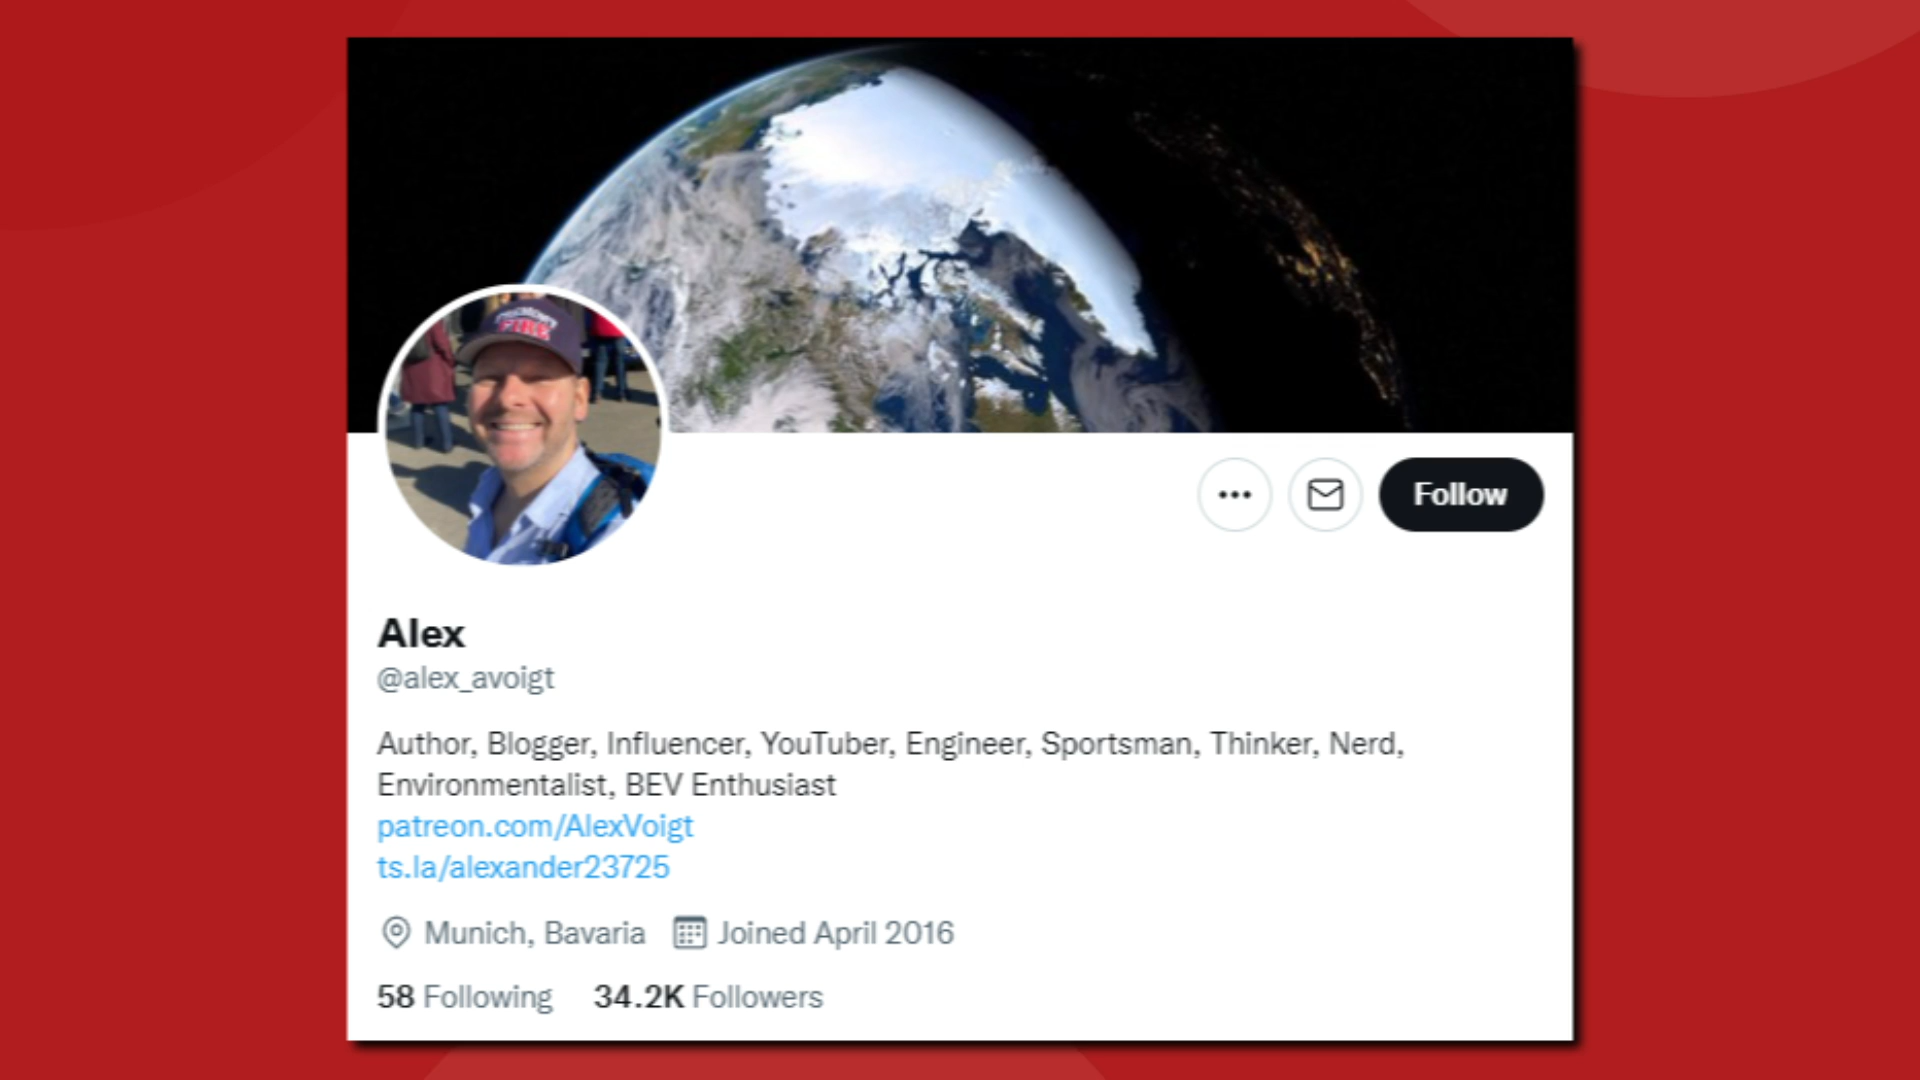 FIRE
Follow
Alex
@alex_avoigt
Author, Blogger, Influencer, YouTuber, Engineer, Sportsman, Thinker, Nerd,
Environmentalist, BEV Enthusiast
patreon.com/AlexVoigt
ts.la/alexander23725
Munich, Bavaria Joined April 2016
58 Following 34.2K Followers